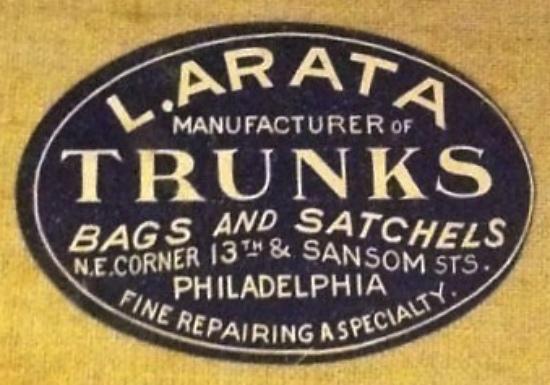 L. ARATA
MANUFACTURER OF
TRUNKS
BAGS AND SATCHELS
N.E. CORNER 13TH & SANSOM STS.
PHILADELPHIA
FINE REPAIRING A SPECIALTY.